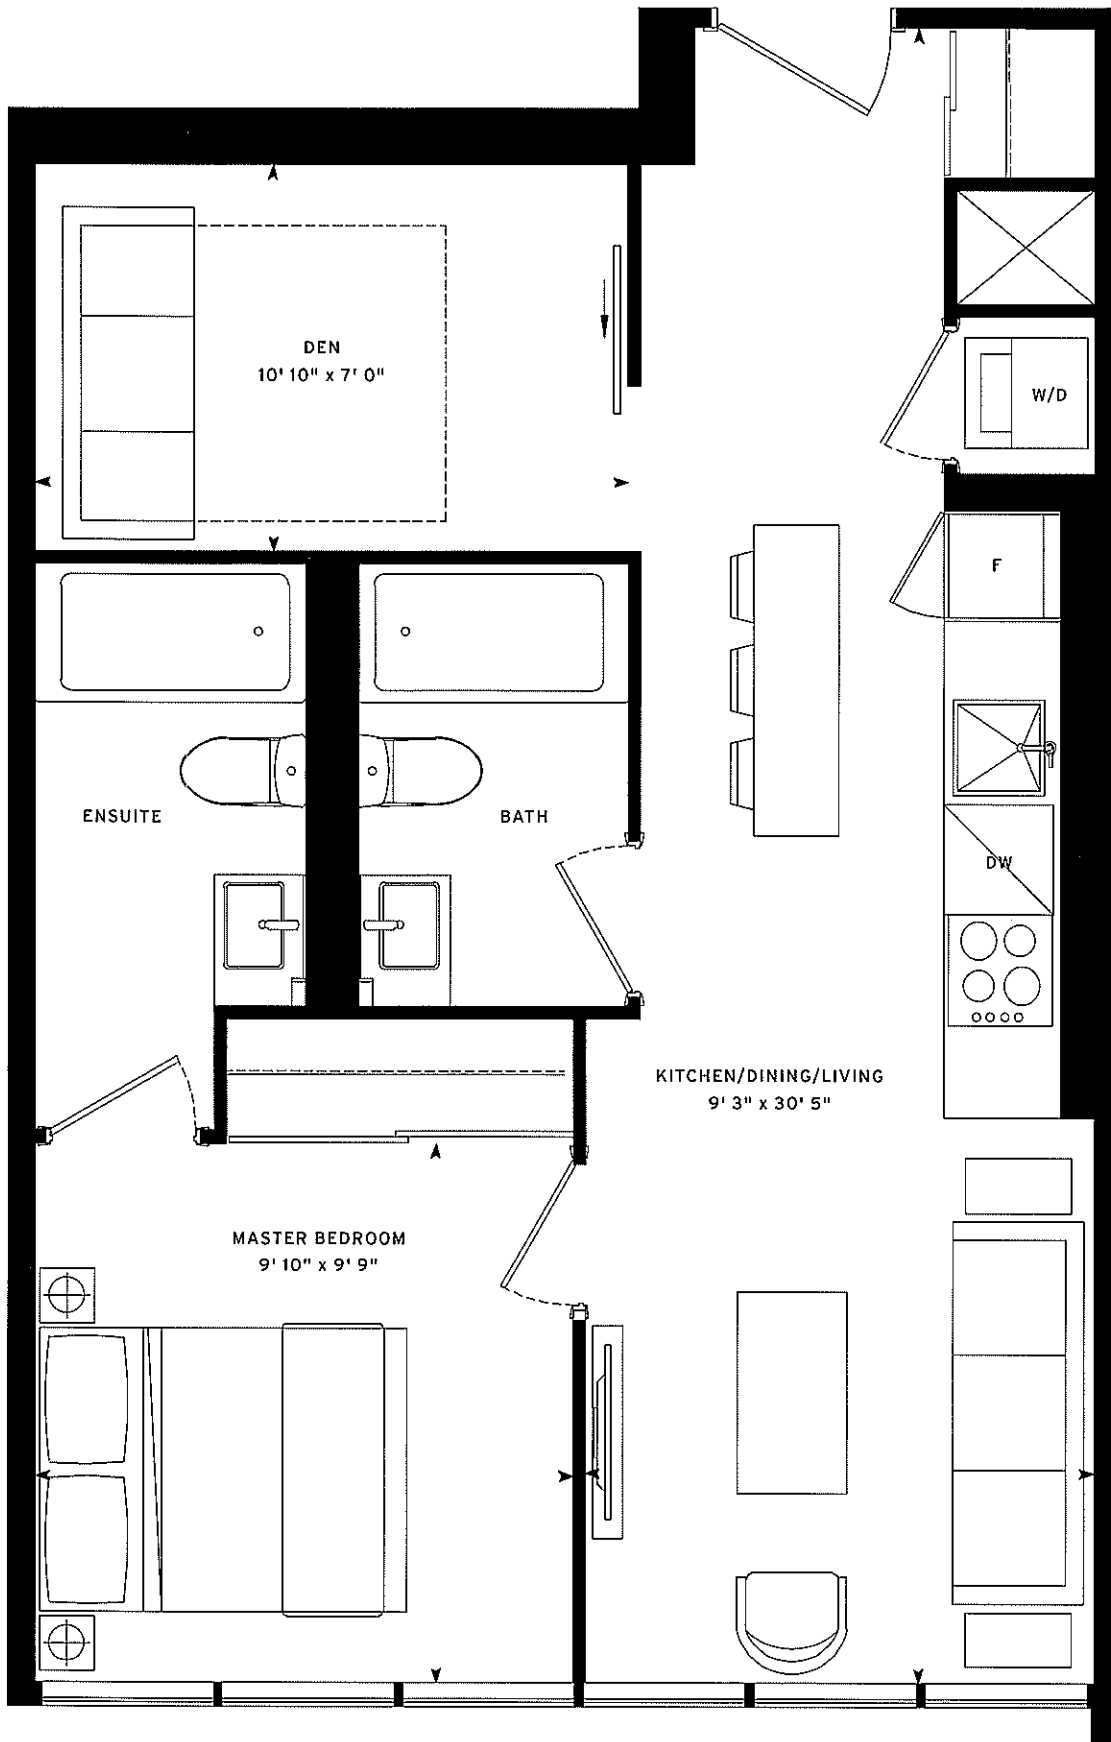 DEN
10' 10" x 7' 0"
W/D
F
ENSUITE
BATH
DW
KITCHEN/DINING/LIVING
9' 3" x 30' 5"
MASTER BEDROOM
9' 10" x 9' 9"